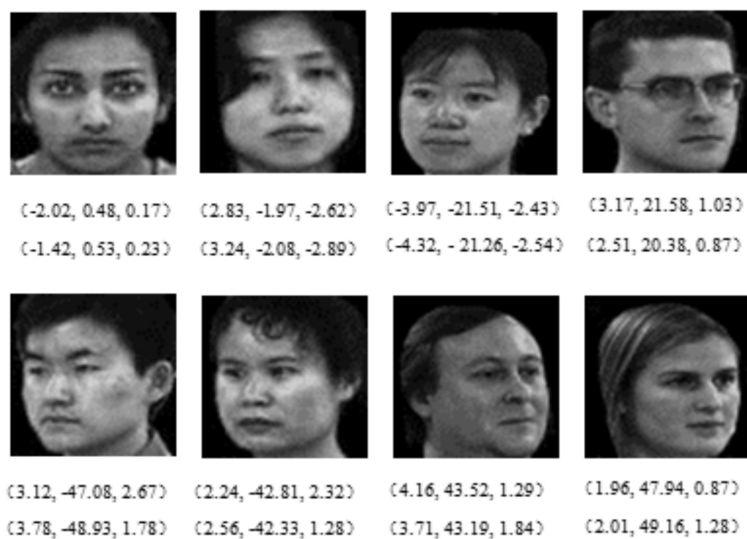 (-2.02, 0.48, 0.17) (2.83, -1.97, -2.62) (-3.97, -21.51, -2.43) (3.17, 21.58, 1.03)
(-1.42, 0.53, 0.23) (3.24, -2.08, -2.89) (-4.32, - 21.26, -2.54) (2.51, 20.38, 0.87)
(3.12, -47.08, 2.67) (2.24, -42.81, 2.32) (4.16, 43.52, 1.29) (1.96, 47.94, 0.87)
(3.78, -48.93, 1.78) (2.56, -42.33, 1.28) (3.71, 43.19, 1.84) (2.01, 49.16, 1.28)